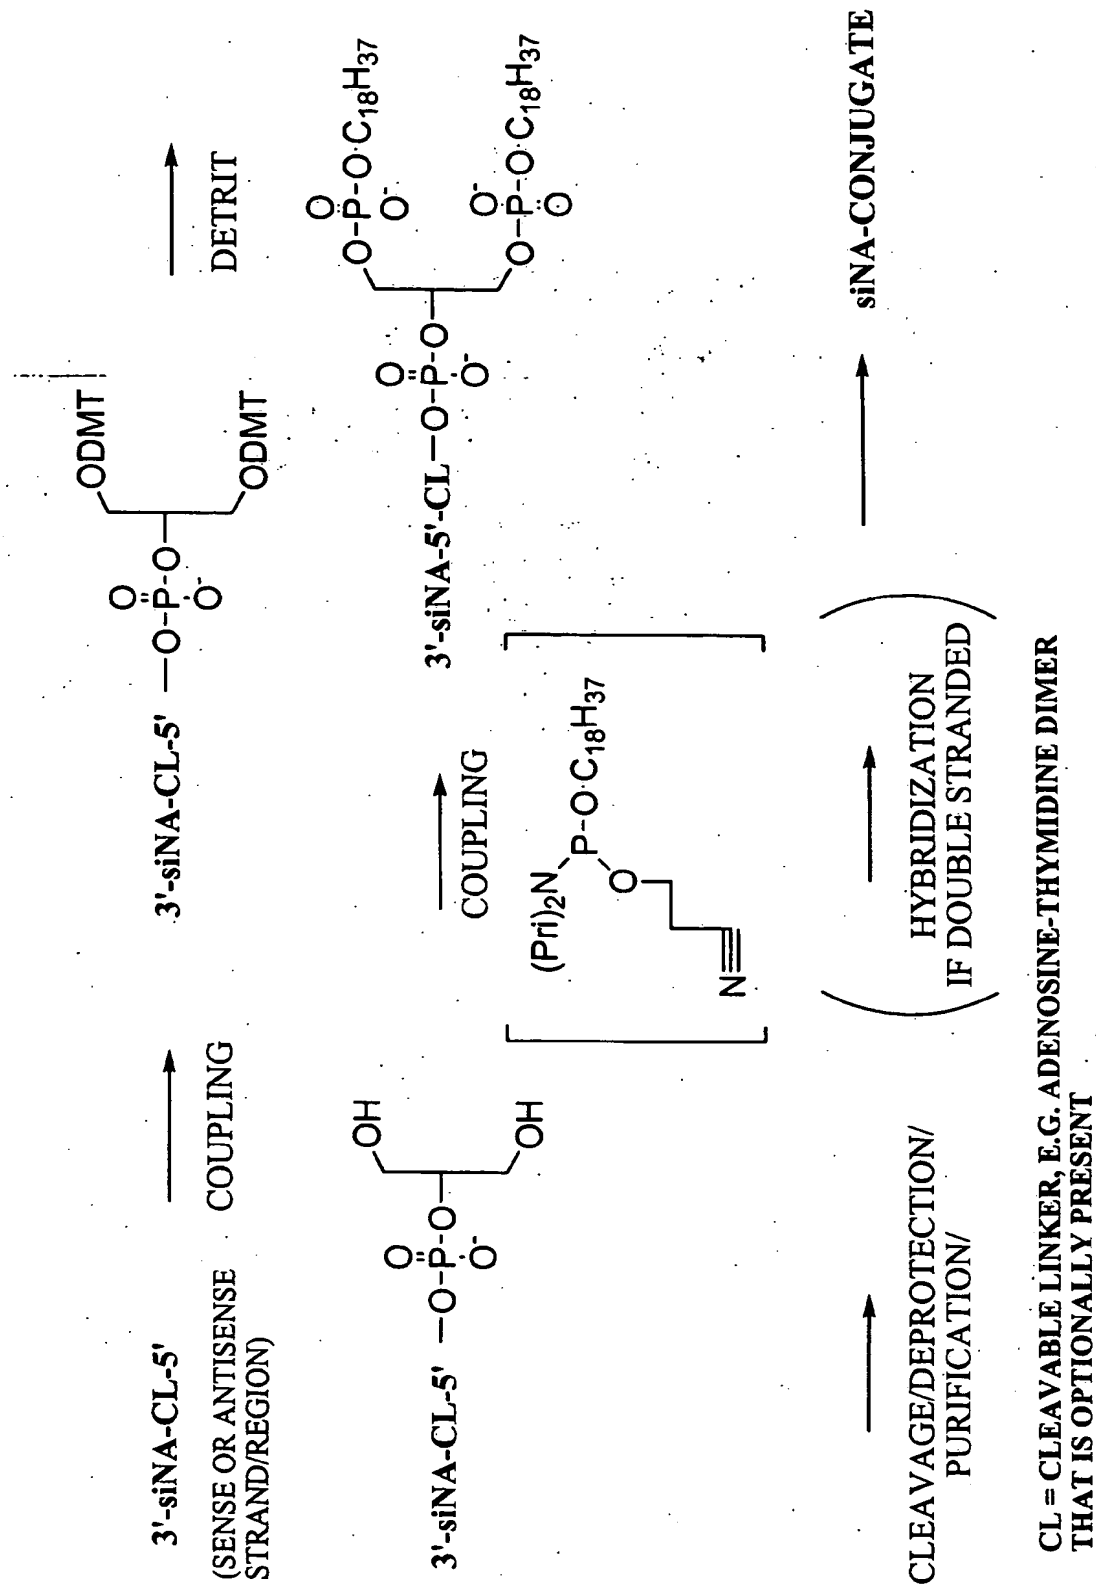 3'-siNA-CL-5'
(SENSE OR ANTISENSE
STRAND/REGION)
COUPLING
3'-siNA-CL-5' —O-P-O
O
O-
ODMT
ODMT
DETRIT
3'-siNA-CL-5' —O-P-O
O
O-
OH
OH
COUPLING
(Pri)2N
P-O·C18H37
O
N
3'-siNA-5'-CL —O-P-O
O
O-
O-P-O·C18H37
O
O-
O-P-O·C18H37
O-
O
CLEAVAGE/DEPROTECTION/
PURIFICATION/
HYBRIDIZATION
IF DOUBLE STRANDED
siNA-CONJUGATE
CL = CLEAVABLE LINKER, E.G. ADENOSINE-THYMIDINE DIMER
THAT IS OPTIONALLY PRESENT